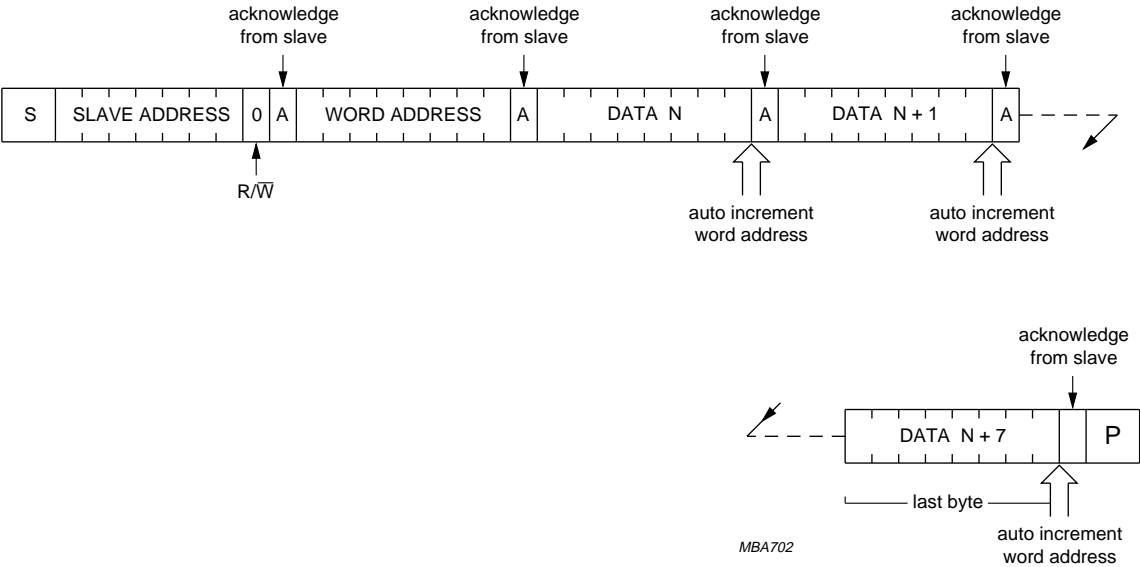 acknowledge
from slave
acknowledge
from slave
acknowledge
from slave
acknowledge
from slave
S SLAVE ADDRESS 0 A WORD ADDRESS A DATA N A DATA N + 1 A
R/W̅
auto increment
word address
auto increment
word address
acknowledge
from slave
DATA N + 7 P
last byte
auto increment
word address
MBA702